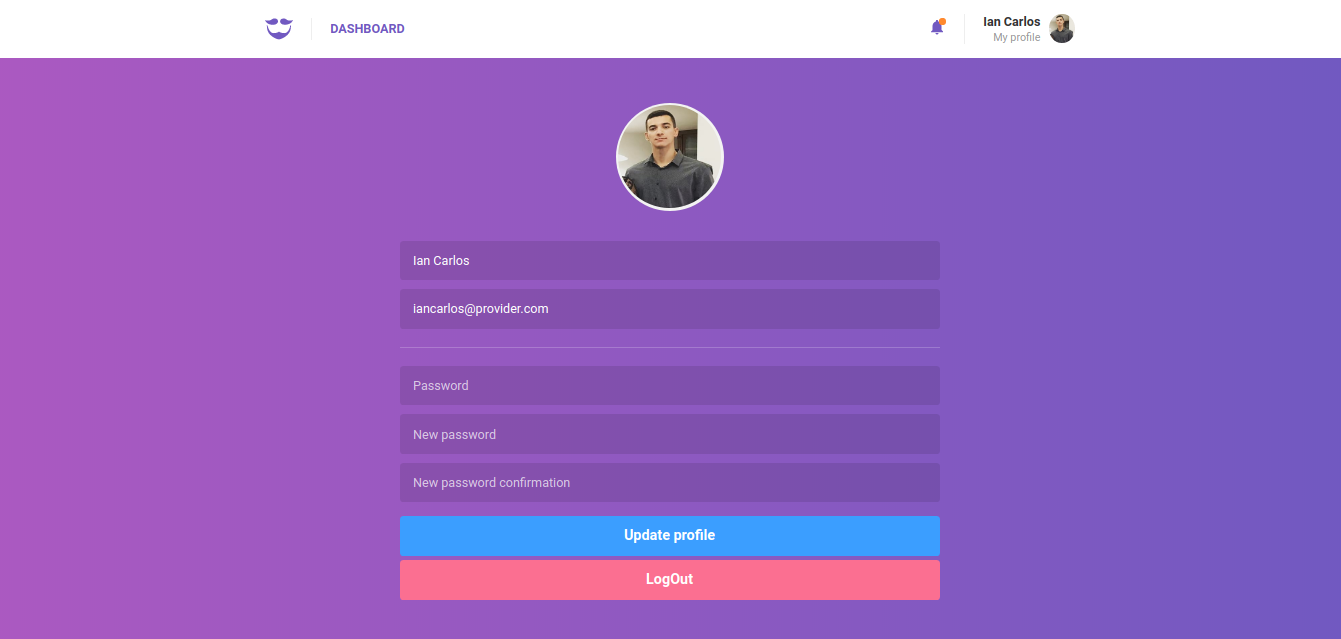 DASHBOARD
Ian Carlos
My profile
Ian Carlos
iancarlos@provider.com
Password
New password
New password confirmation
Update profile
LogOut